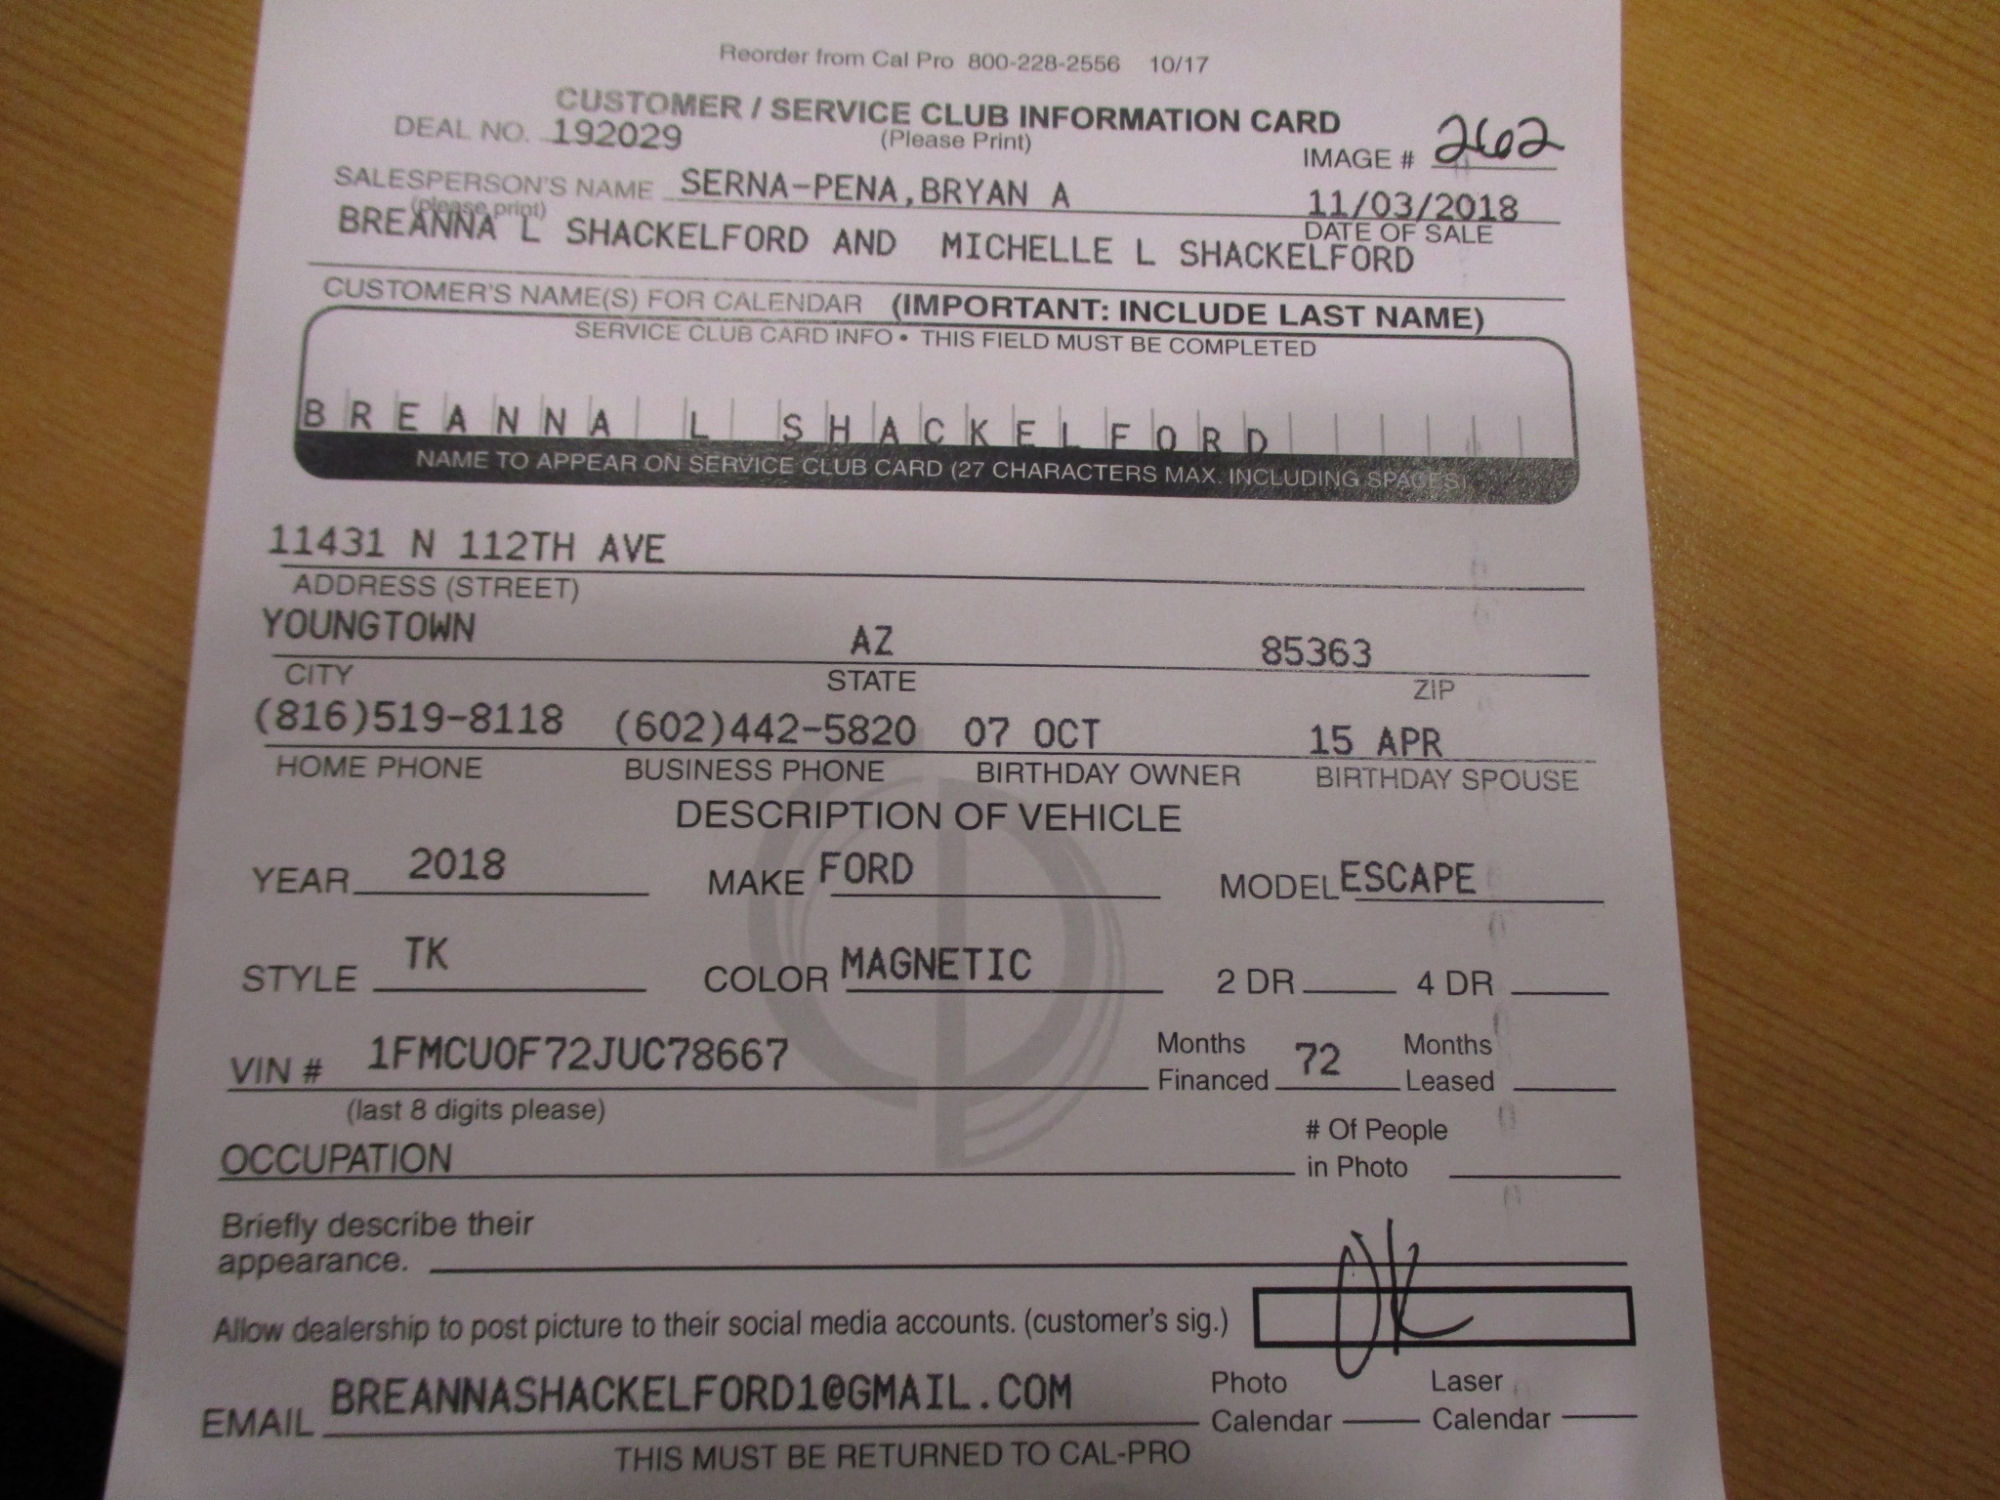 Reorder from Cal Pro 800-228-2556 10/17
CUSTOMER / SERVICE CLUB INFORMATION CARD
DEAL NO. 192029 (Please Print) IMAGE # 262
SALESPERSON'S NAME SERNA-PENA,BRYAN A 11/03/2018
(please print) DATE OF SALE
BREANNA L SHACKELFORD AND MICHELLE L SHACKELFORD
CUSTOMER'S NAME(S) FOR CALENDAR (IMPORTANT: INCLUDE LAST NAME)
SERVICE CLUB CARD INFO • THIS FIELD MUST BE COMPLETED
BREANNA L SHACKELFORD
NAME TO APPEAR ON SERVICE CLUB CARD (27 CHARACTERS MAX. INCLUDING SPACES)
11431 N 112TH AVE
ADDRESS (STREET)
YOUNGTOWN AZ 85363
CITY STATE ZIP
(816)519-8118 (602)442-5820 07 OCT 15 APR
HOME PHONE BUSINESS PHONE BIRTHDAY OWNER BIRTHDAY SPOUSE
DESCRIPTION OF VEHICLE
YEAR 2018 MAKE FORD MODEL ESCAPE
STYLE TK COLOR MAGNETIC 2 DR 4 DR
VIN # 1FMCU0F72JUC78667 Months Financed 72 Months Leased
(last 8 digits please)
OCCUPATION # Of People in Photo
Briefly describe their
appearance.
OK
Allow dealership to post picture to their social media accounts. (customer's sig.)
EMAIL BREANNASHACKELFORD1@GMAIL.COM Photo Calendar Laser Calendar
THIS MUST BE RETURNED TO CAL-PRO